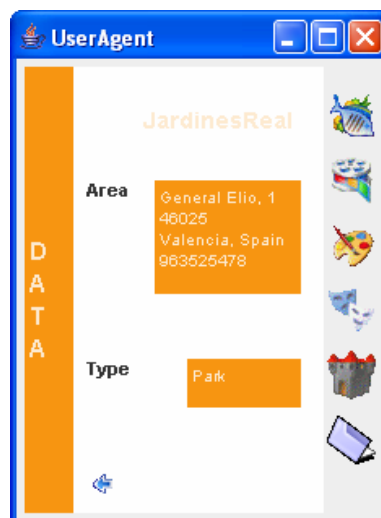 UserAgent
JardinesReal
Area
General Elio, 1
46025
Valencia, Spain
963525478
DATA
Type
Park